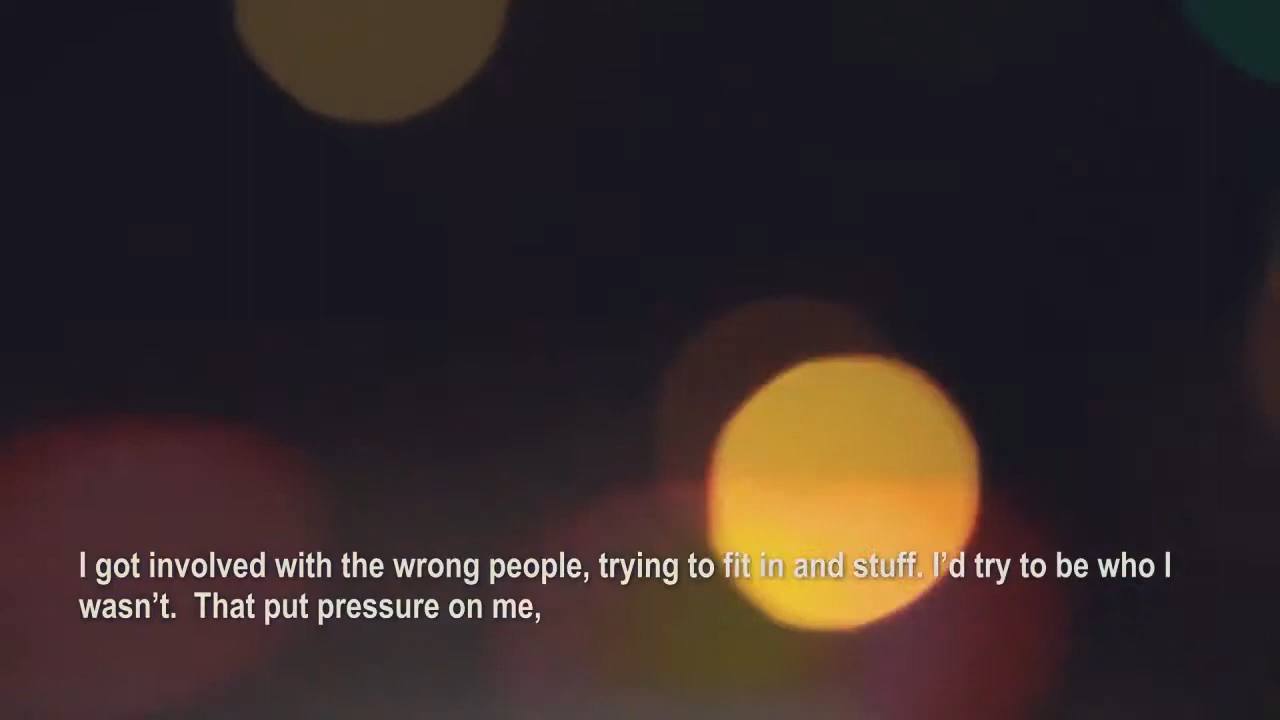 I got involved with the wrong people, trying to fit in and stuff. I’d try to be who I
wasn’t.  That put pressure on me,